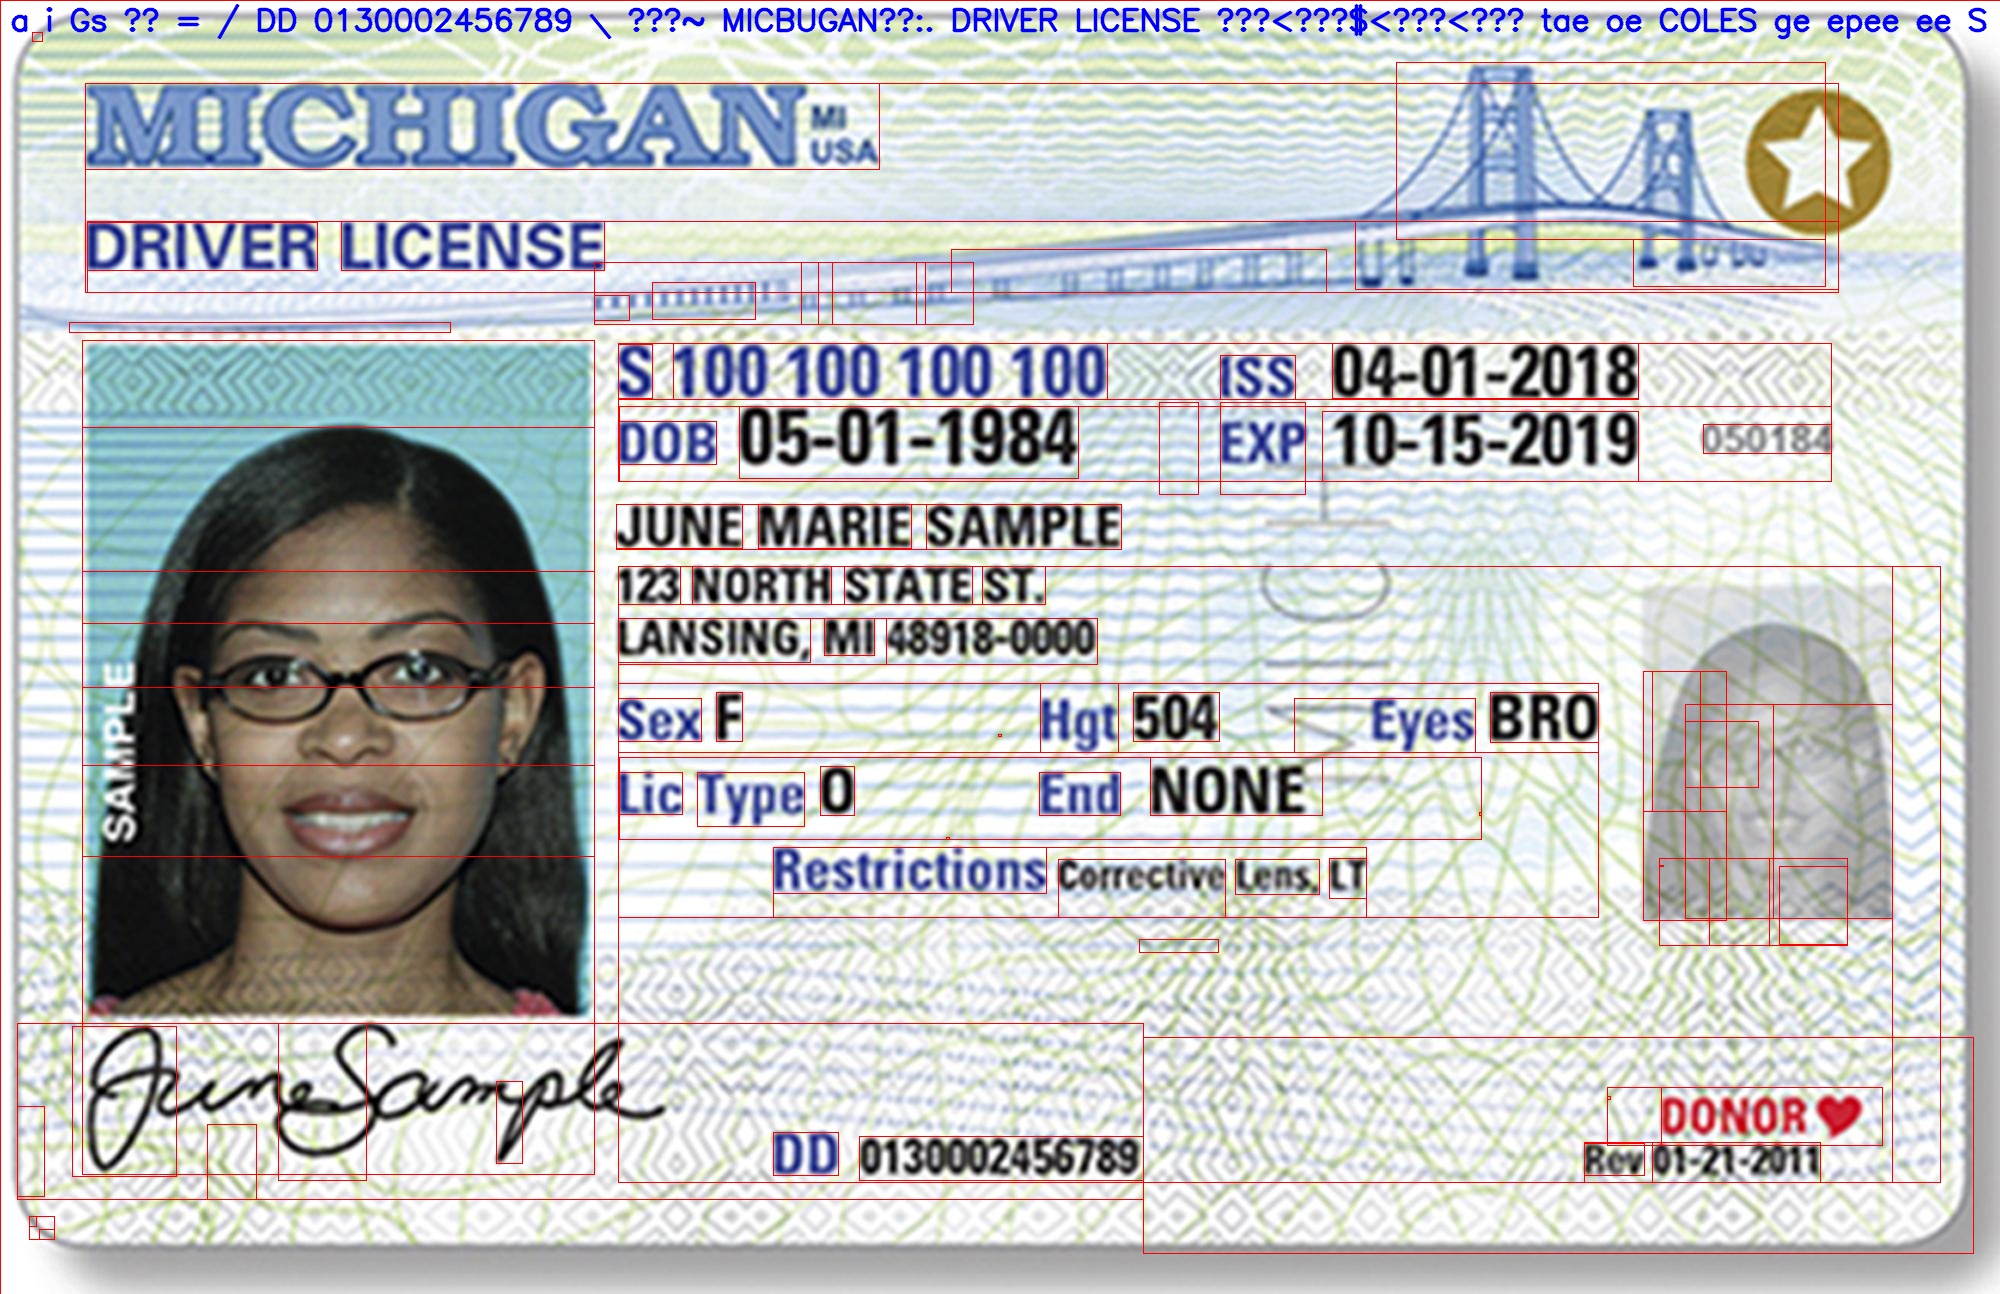 a i Gs ?? = / DD 0130002456789 \ ???~ MICBUGAN??:. DRIVER LICENSE ???<???$<???<??? tae oe COLES ge epee ee S
MICHIGAN MI USA
DRIVER LICENSE
S 100 100 100 100 ISS 04-01-2018
DOB 05-01-1984 EXP 10-15-2019 050184
JUNE MARIE SAMPLE
123 NORTH STATE ST.
LANSING, MI 48918-0000
Sex F Hgt 504 Eyes BRO
Lic Type O End NONE
Restrictions Corrective Lens, LT
SAMPLE
June Sample
DONOR
DD 0130002456789 Rev 01-21-2011